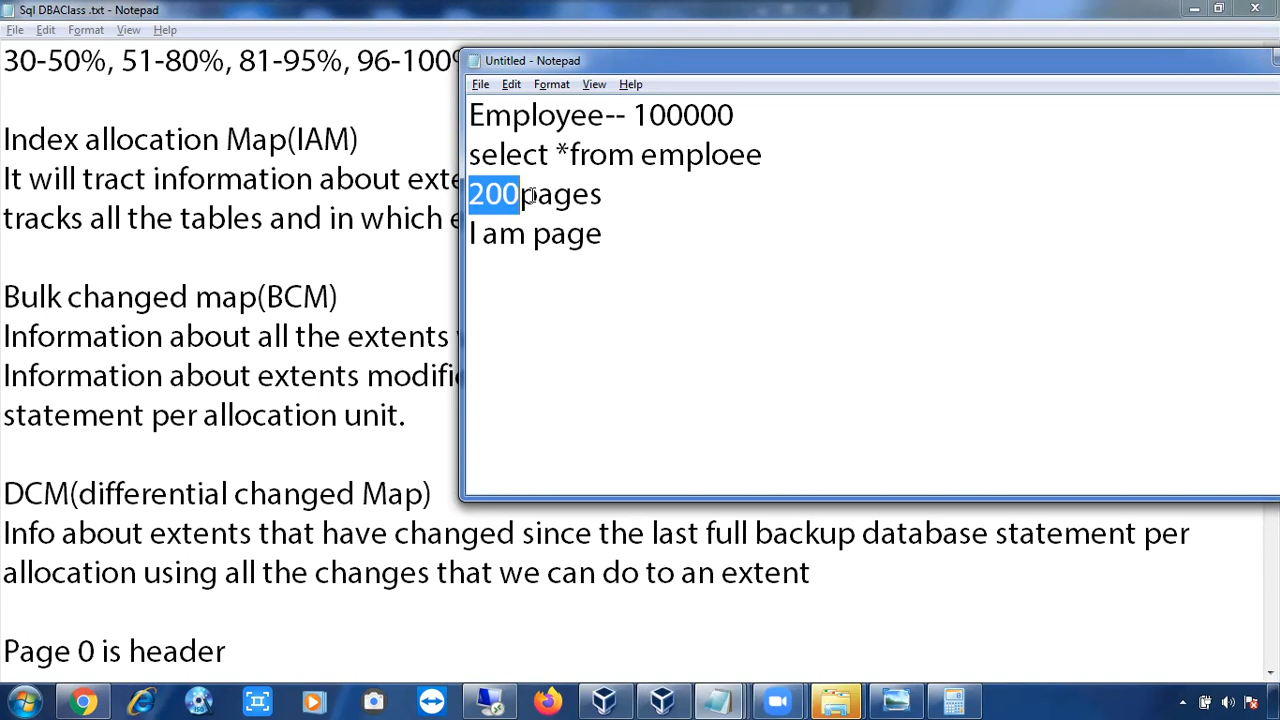 Sql DBAClass .txt - Notepad
File Edit Format View Help
30-50%, 51-80%, 81-95%, 96-100%
Index allocation Map(IAM)
It will tract information about exte
tracks all the tables and in which e
Bulk changed map(BCM)
Information about all the extents
Information about extents modifi
statement per allocation unit.
DCM(differential changed Map)
Info about extents that have changed since the last full backup database statement per
allocation using all the changes that we can do to an extent
Page 0 is header
Untitled - Notepad
File Edit Format View Help
Employee-- 100000
select *from emploee
200pages
I am page